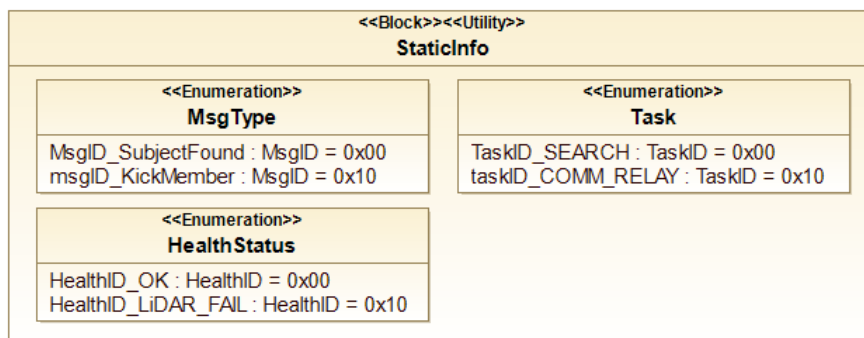 <<Block>><<Utility>>
StaticInfo
<<Enumeration>>
MsgType
MsgID_SubjectFound : MsgID = 0x00
msgID_KickMember : MsgID = 0x10
<<Enumeration>>
Task
TaskID_SEARCH : TaskID = 0x00
taskID_COMM_RELAY : TaskID = 0x10
<<Enumeration>>
HealthStatus
HealthID_OK : HealthID = 0x00
HealthID_LiDAR_FAIL : HealthID = 0x10